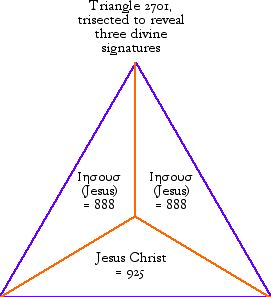 Triangle 2701,
trisected to reveal
three divine
signatures
Ιησουσ
(Jesus)
= 888
Ιησουσ
(Jesus)
= 888
Jesus Christ
= 925